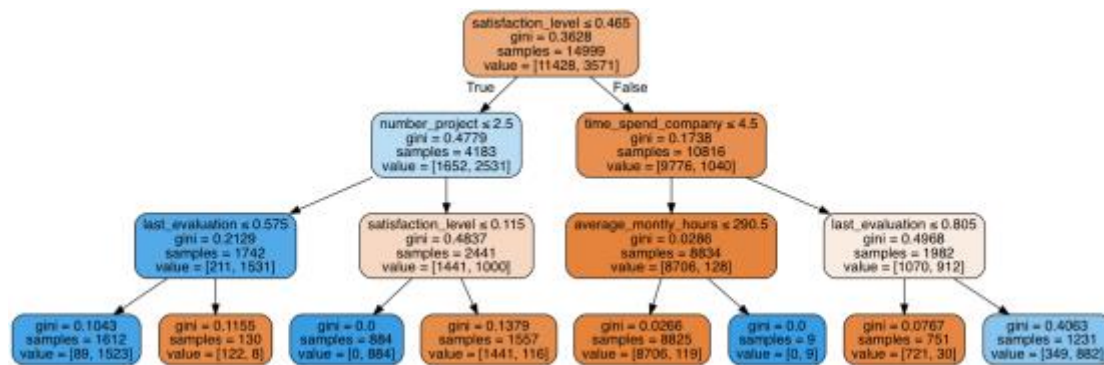 satisfaction_level ≤ 0.465
gini = 0.3628
samples = 14999
value = [11428, 3571]
True
False
number_project ≤ 2.5
gini = 0.4779
samples = 4183
value = [1652, 2531]
time_spend_company ≤ 4.5
gini = 0.1738
samples = 10816
value = [9776, 1040]
last_evaluation ≤ 0.575
gini = 0.2129
samples = 1742
value = [211, 1531]
satisfaction_level ≤ 0.115
gini = 0.4837
samples = 2441
value = [1441, 1000]
average_montly_hours ≤ 290.5
gini = 0.0286
samples = 8834
value = [8706, 128]
last_evaluation ≤ 0.805
gini = 0.4968
samples = 1982
value = [1070, 912]
gini = 0.1043
samples = 1612
value = [89, 1523]
gini = 0.1155
samples = 130
value = [122, 8]
gini = 0.0
samples = 884
value = [0, 884]
gini = 0.1379
samples = 1557
value = [1441, 116]
gini = 0.0266
samples = 8825
value = [8706, 119]
gini = 0.0
samples = 9
value = [0, 9]
gini = 0.0767
samples = 751
value = [721, 30]
gini = 0.4063
samples = 1231
value = [349, 882]